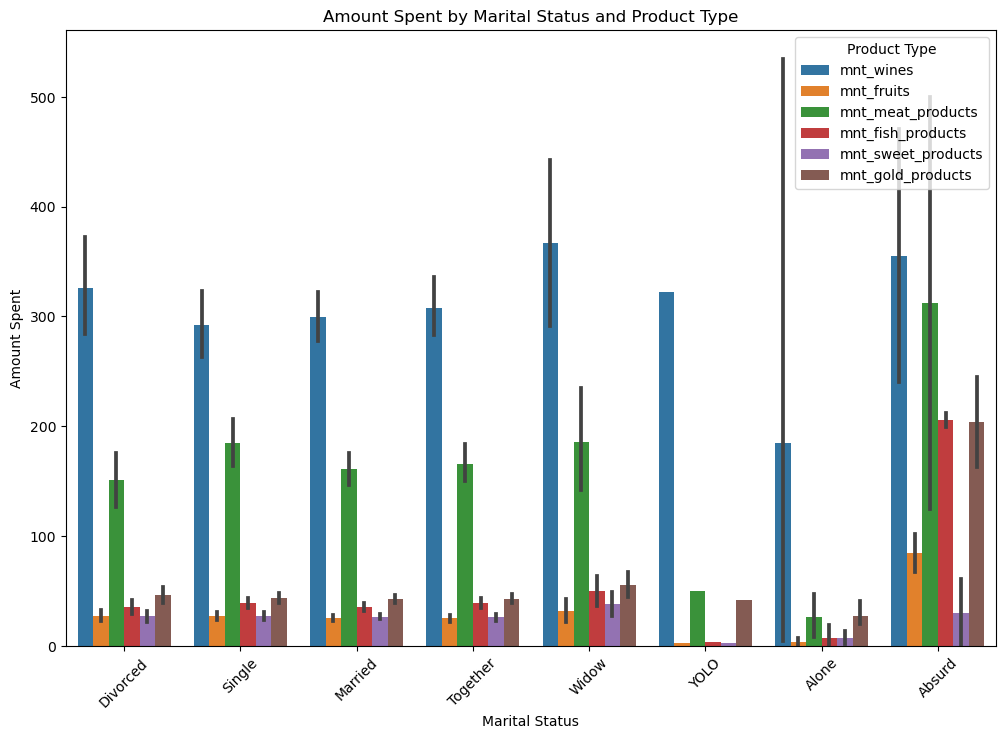 Amount Spent by Marital Status and Product Type
Product Type
mnt_wines
mnt_fruits
mnt_meat_products
mnt_fish_products
mnt_sweet_products
mnt_gold_products
Amount Spent
500
400
300
200
100
0
Divorced
Single
Married
Together
Widow
YOLO
Alone
Absurd
Marital Status